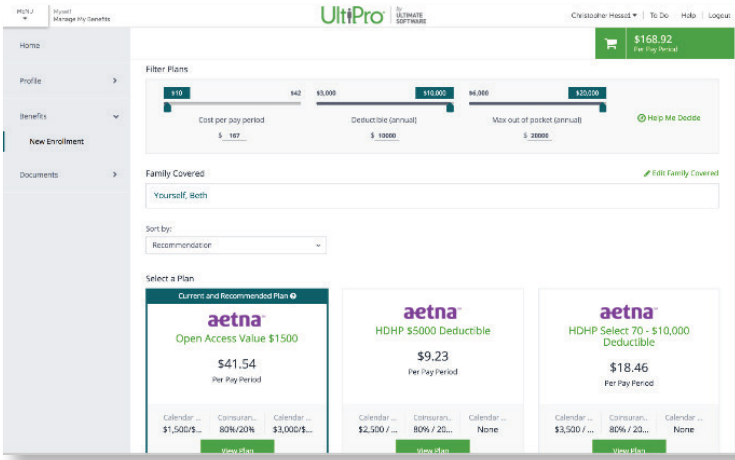 MENU
Myself
Manage My Benefits
UltiPro by ULTIMATE SOFTWARE
Christopher Hessel To Do Help Logout
$168.92
Per Pay Period
Home
Profile
Benefits
New Enrollment
Documents
Filter Plans
$10 $42 $3,000 $10,000 $6,000 $20,000
Cost per pay period Deductible (annual) Max out of pocket (annual)
$ 167 $ 10000 $ 20000
Help Me Decide
Family Covered Edit Family Covered
Yourself, Beth
Sort by:
Recommendation
Select a Plan
Current and Recommended Plan
aetna
Open Access Value $1500
$41.54
Per Pay Period
Calendar ... Coinsuran... Calendar ...
$1,500/$... 80%/20% $3,000/$...
View Plan
aetna
HDHP $5000 Deductible
$9.23
Per Pay Period
Calendar ... Coinsuran... Calendar ...
$2,500 / ... 80% / 20... None
View Plan
aetna
HDHP Select 70 - $10,000
Deductible
$18.46
Per Pay Period
Calendar ... Coinsuran... Calendar ...
$3,500 / ... 80% / 20... None
View Plan